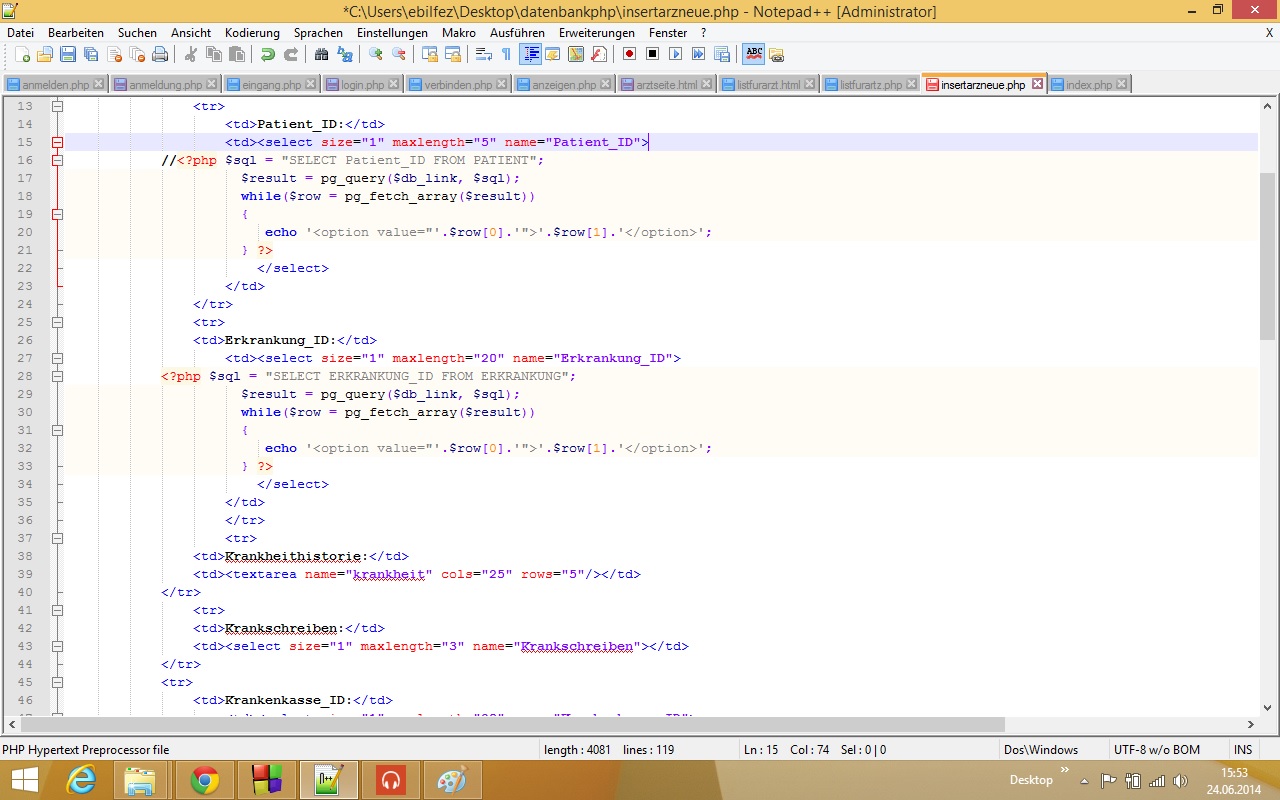 *C:\Users\ebilfez\Desktop\datenbankphp\insertarzneue.php - Notepad++ [Administrator]
Datei Bearbeiten Suchen Ansicht Kodierung Sprachen Einstellungen Makro Ausführen Erweiterungen Fenster ? X
ABC
anmelden.php anmeldung.php eingang.php login.php verbinden.php anzeigen.php arztseite.html listfurarzt.html listfurartz.php insertarzneue.php index.php
13 <tr>
14 <td>Patient_ID:</td>
15 <td><select size="1" maxlength="5" name="Patient_ID">
16 //<?php $sql = "SELECT Patient_ID FROM PATIENT";
17 $result = pg_query($db_link, $sql);
18 while($row = pg_fetch_array($result))
19 {
20 echo '<option value="'.$row[0].'">'.$row[1].'</option>';
21 } ?>
22 </select>
23 </td>
24 </tr>
25 <tr>
26 <td>Erkrankung_ID:</td>
27 <td><select size="1" maxlength="20" name="Erkrankung_ID">
28 <?php $sql = "SELECT ERKRANKUNG_ID FROM ERKRANKUNG";
29 $result = pg_query($db_link, $sql);
30 while($row = pg_fetch_array($result))
31 {
32 echo '<option value="'.$row[0].'">'.$row[1].'</option>';
33 } ?>
34 </select>
35 </td>
36 </tr>
37 <tr>
38 <td>Krankheithistorie:</td>
39 <td><textarea name="krankheit" cols="25" rows="5"/></td>
40 </tr>
41 <tr>
42 <td>Krankschreiben:</td>
43 <td><select size="1" maxlength="3" name="Krankschreiben"></td>
44 </tr>
45 <tr>
46 <td>Krankenkasse_ID:</td>
PHP Hypertext Preprocessor file length : 4081 lines : 119 Ln : 15 Col : 74 Sel : 0 | 0 Dos\Windows UTF-8 w/o BOM INS
Desktop 15:53
24.06.2014